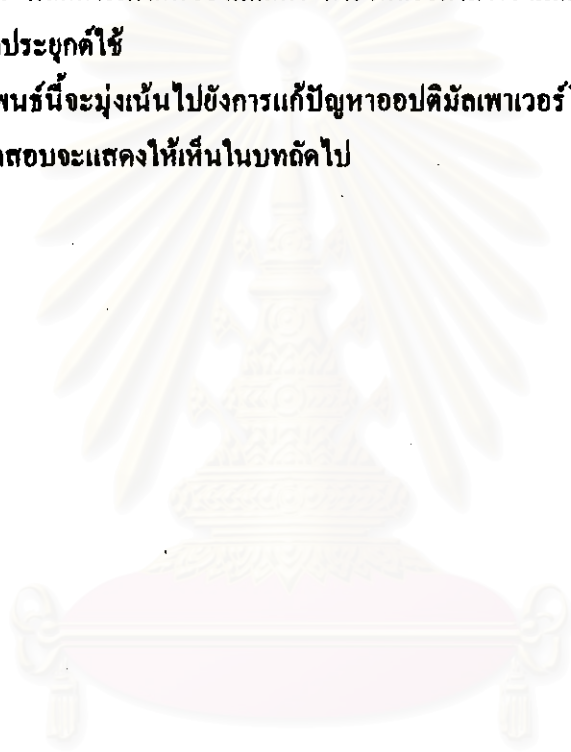 ประยุกต์ใช้
นธ์นี้จะมุ่งเน้นไปยังการแก้ปัญหาออปติมัลเพาเวอร์
สอบจะแสดงให้เห็นในบทถัดไป